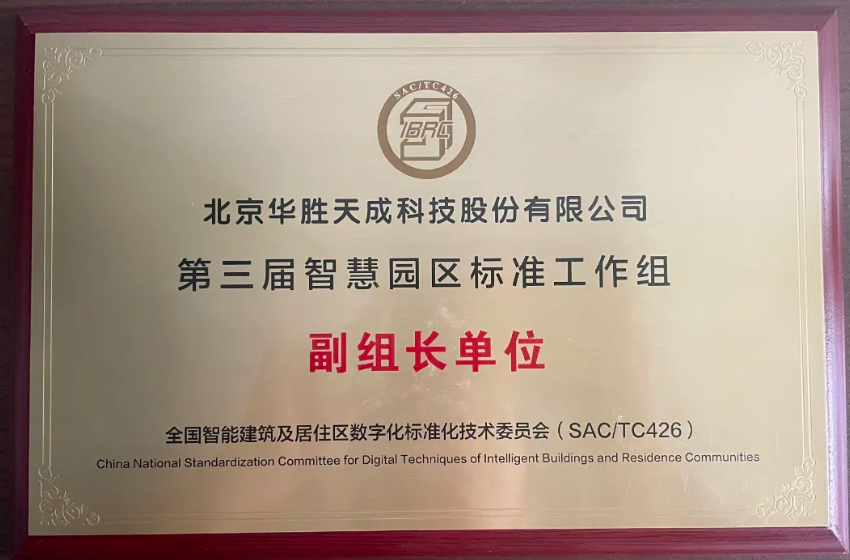 SAC/TC426
IBRC
北京华胜天成科技股份有限公司
第三届智慧园区标准工作组
副组长单位
全国智能建筑及居住区数字化标准化技术委员会（SAC/TC426）
China National Standardization Committee for Digital Techniques of Intelligent Buildings and Residence Communities